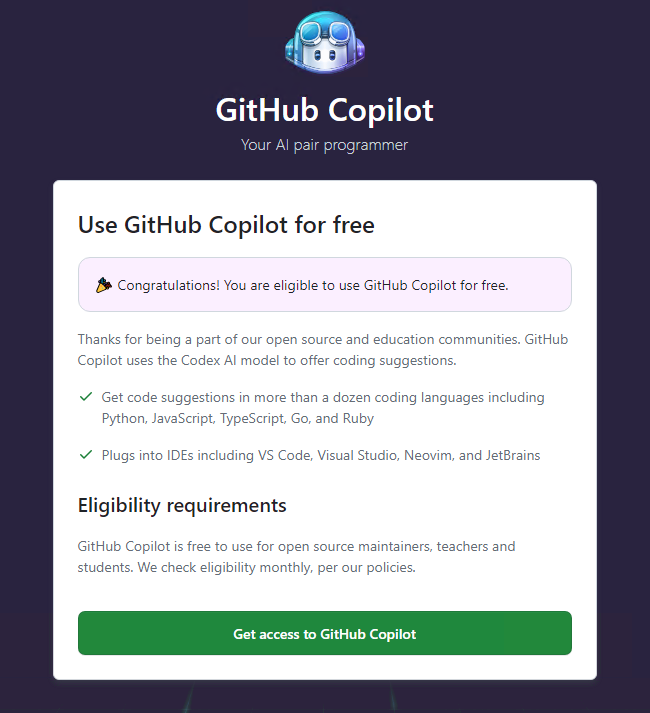 GitHub Copilot
Your AI pair programmer
Use GitHub Copilot for free
Congratulations! You are eligible to use GitHub Copilot for free.
Thanks for being a part of our open source and education communities. GitHub
Copilot uses the Codex AI model to offer coding suggestions.
Get code suggestions in more than a dozen coding languages including
Python, JavaScript, TypeScript, Go, and Ruby
Plugs into IDEs including VS Code, Visual Studio, Neovim, and JetBrains
Eligibility requirements
GitHub Copilot is free to use for open source maintainers, teachers and
students. We check eligibility monthly, per our policies.
Get access to GitHub Copilot